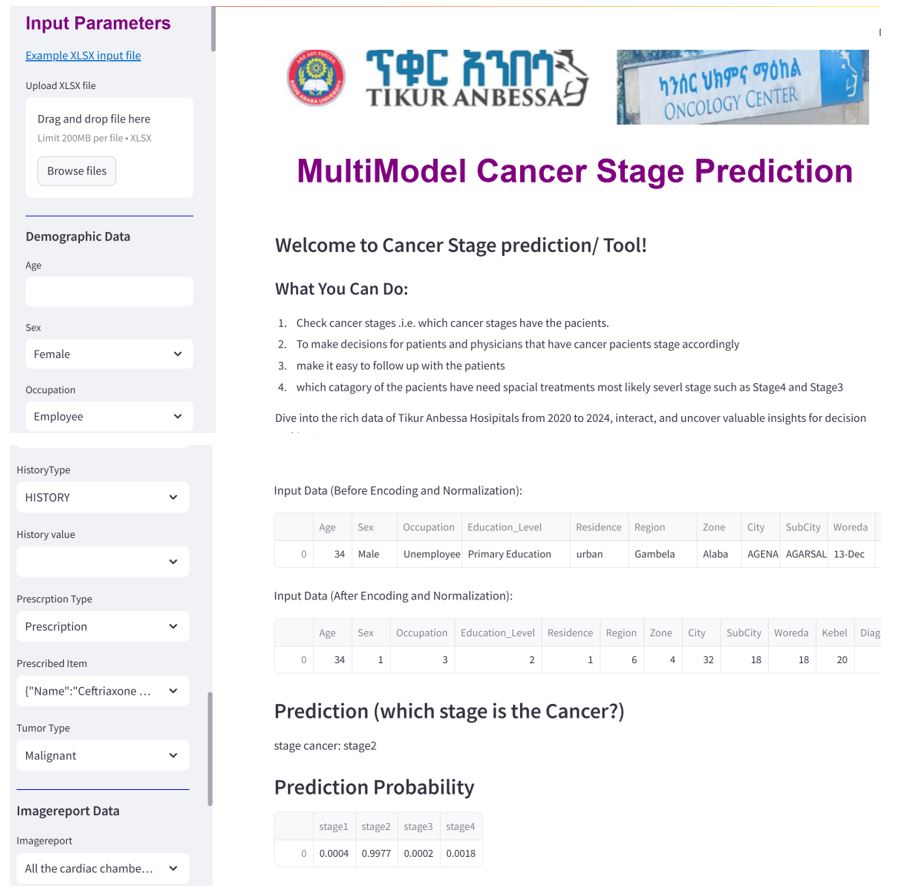 Input Parameters
Example XLSX input file
Upload XLSX file
Drag and drop file here
Limit 200MB per file • XLSX
Browse files
Demographic Data
Age
Sex
Female
Occupation
Employee
ጥቁር አንበሳ
TIKUR ANBESSA
ካንሰር ህክምና ማዕከል
ONCOLOGY CENTER
MultiModel Cancer Stage Prediction
Welcome to Cancer Stage prediction/ Tool!
What You Can Do:
1. Check cancer stages .i.e. which cancer stages have the pacients.
2. To make decisions for patients and physicians that have cancer pacients stage accordingly
3. make it easy to follow up with the patients
4. which catagory of the pacients have need spacial treatments most likely severl stage such as Stage4 and Stage3
Dive into the rich data of Tikur Anbessa Hosipitals from 2020 to 2024, interact, and uncover valuable insights for decision
HistoryType
HISTORY
History value
Prescrption Type
Prescription
Prescribed Item
{"Name":"Ceftriaxone ...
Tumor Type
Malignant
Imagereport Data
Imagereport
All the cardiac chambe...
Input Data (Before Encoding and Normalization):
Age Sex Occupation Education_Level Residence Region Zone City SubCity Woreda
0 34 Male Unemployee Primary Education urban Gambela Alaba AGENA AGARSAL 13-Dec
Input Data (After Encoding and Normalization):
Age Sex Occupation Education_Level Residence Region Zone City SubCity Woreda Kebel Diag
0 34 1 3 2 1 6 4 32 18 18 20
Prediction (which stage is the Cancer?)
stage cancer: stage2
Prediction Probability
stage1 stage2 stage3 stage4
0 0.0004 0.9977 0.0002 0.0018